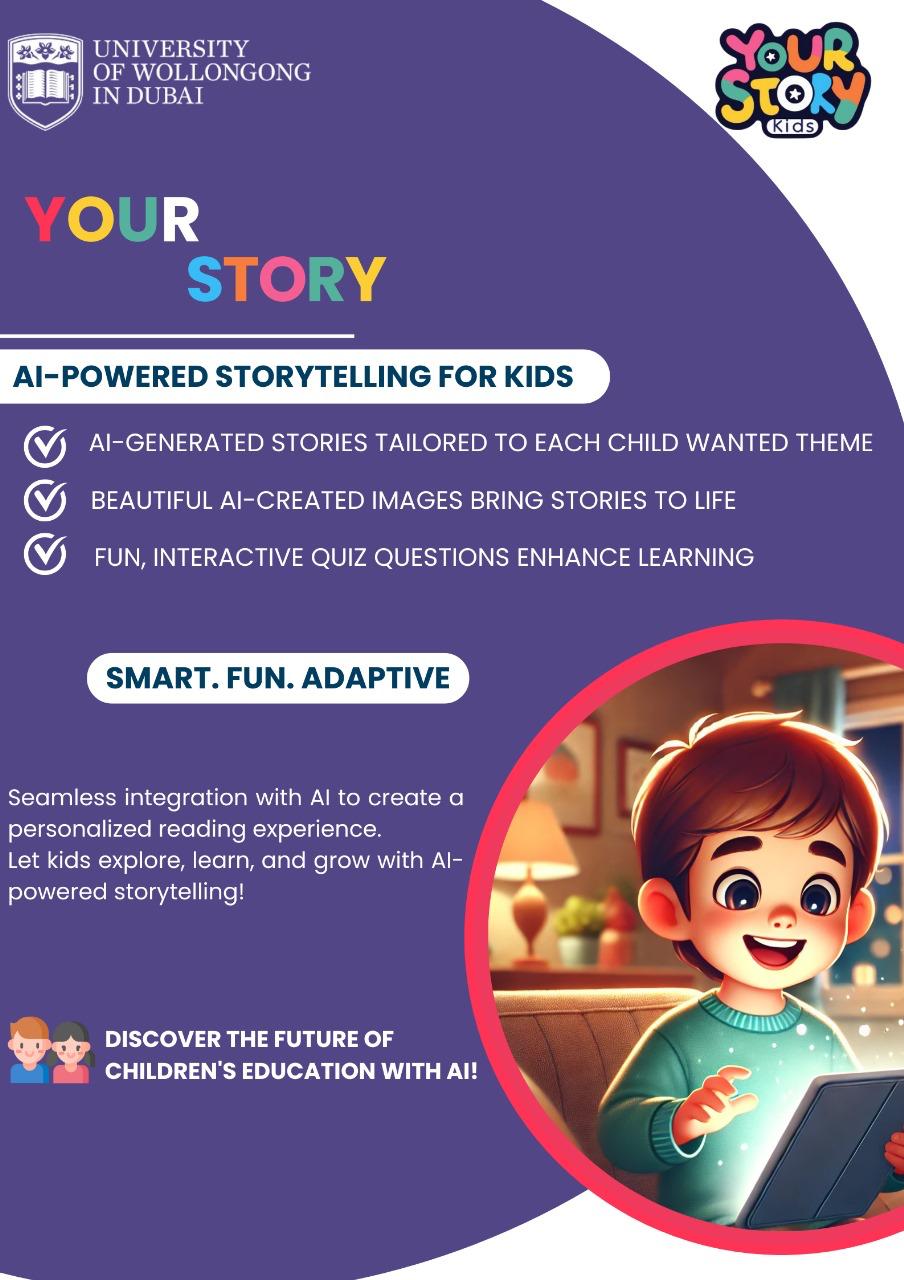 UNIVERSITY
OF WOLLONGONG
IN DUBAI
YOUR
STORY
Kids
YOUR
STORY
AI-POWERED STORYTELLING FOR KIDS
AI-GENERATED STORIES TAILORED TO EACH CHILD WANTED THEME
BEAUTIFUL AI-CREATED IMAGES BRING STORIES TO LIFE
FUN, INTERACTIVE QUIZ QUESTIONS ENHANCE LEARNING
SMART. FUN. ADAPTIVE
Seamless integration with AI to create a
personalized reading experience.
Let kids explore, learn, and grow with AI-
powered storytelling!
DISCOVER THE FUTURE OF
CHILDREN'S EDUCATION WITH AI!